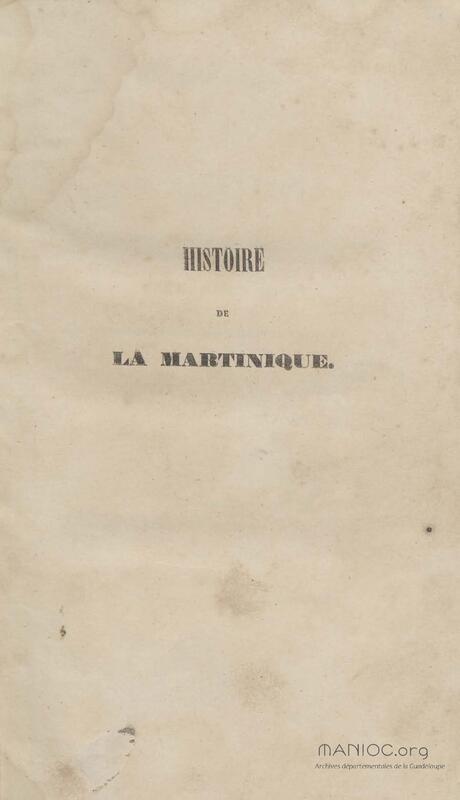 HISTOIRE
DE
LA MARTINIQUE.
MANIOC.org
Archives départementales de la Guadeloupe